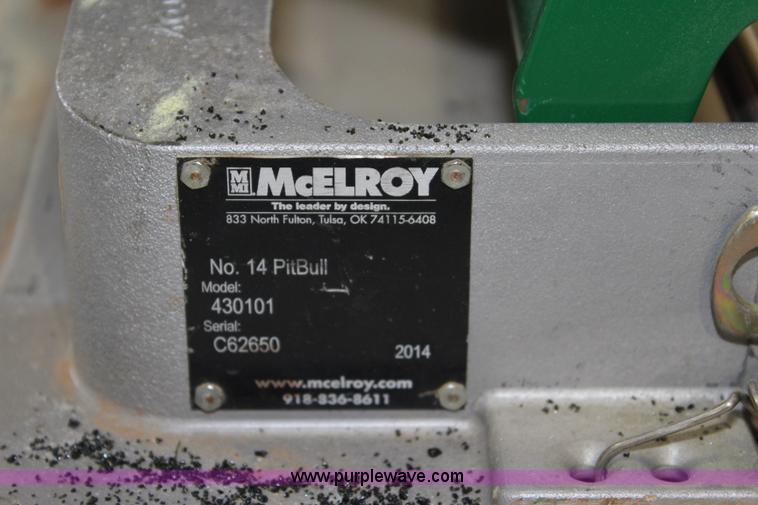 M
MI McELROY
The leader by design.
833 North Fulton, Tulsa, OK 74115-6408
No. 14 PitBull
Model:
430101
Serial:
C62650 2014
www.mcelroy.com
918-836-8611
www.purplewave.com